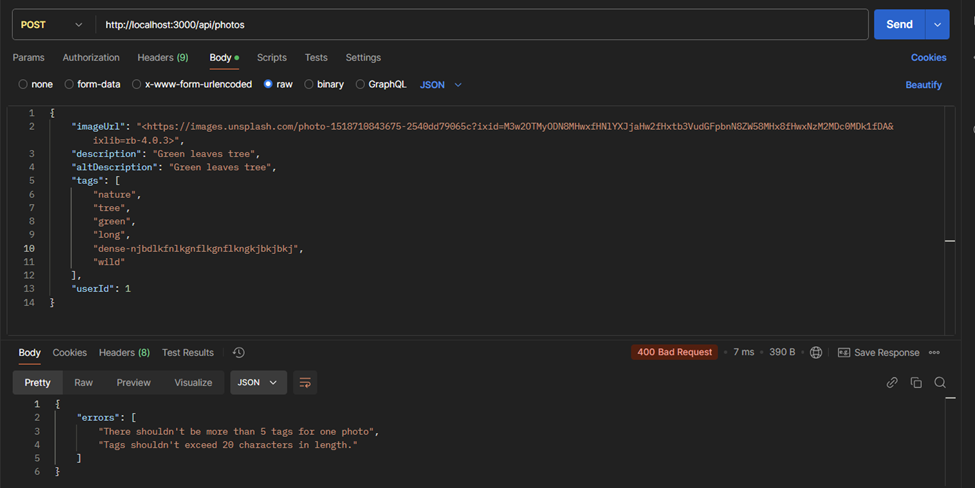 POST http://localhost:3000/api/photos Send
Params Authorization Headers (9) Body Scripts Tests Settings Cookies
none form-data x-www-form-urlencoded raw binary GraphQL JSON Beautify
1 {
2 "imageUrl": "<https://images.unsplash.com/photo-1518710843675-2540dd79065c?ixid=M3w2OTMyODN8MHwxfHNlYXJjaHw2fHxtb3VudGFpbnN8ZW58MHx8fHwxNzM2MDc0MDk1fDA&
ixlib=rb-4.0.3>",
3 "description": "Green leaves tree",
4 "altDescription": "Green leaves tree",
5 "tags": [
6 "nature",
7 "tree",
8 "green",
9 "long",
10 "dense-njbdlkfnlkgnflkgnflkngkjbkjbkj",
11 "wild"
12 ],
13 "userId": 1
14 }
Body Cookies Headers (8) Test Results 400 Bad Request • 7 ms • 390 B • Save Response
Pretty Raw Preview Visualize JSON
1 {
2 "errors": [
3 "There shouldn't be more than 5 tags for one photo",
4 "Tags shouldn't exceed 20 characters in length."
5 ]
6 }